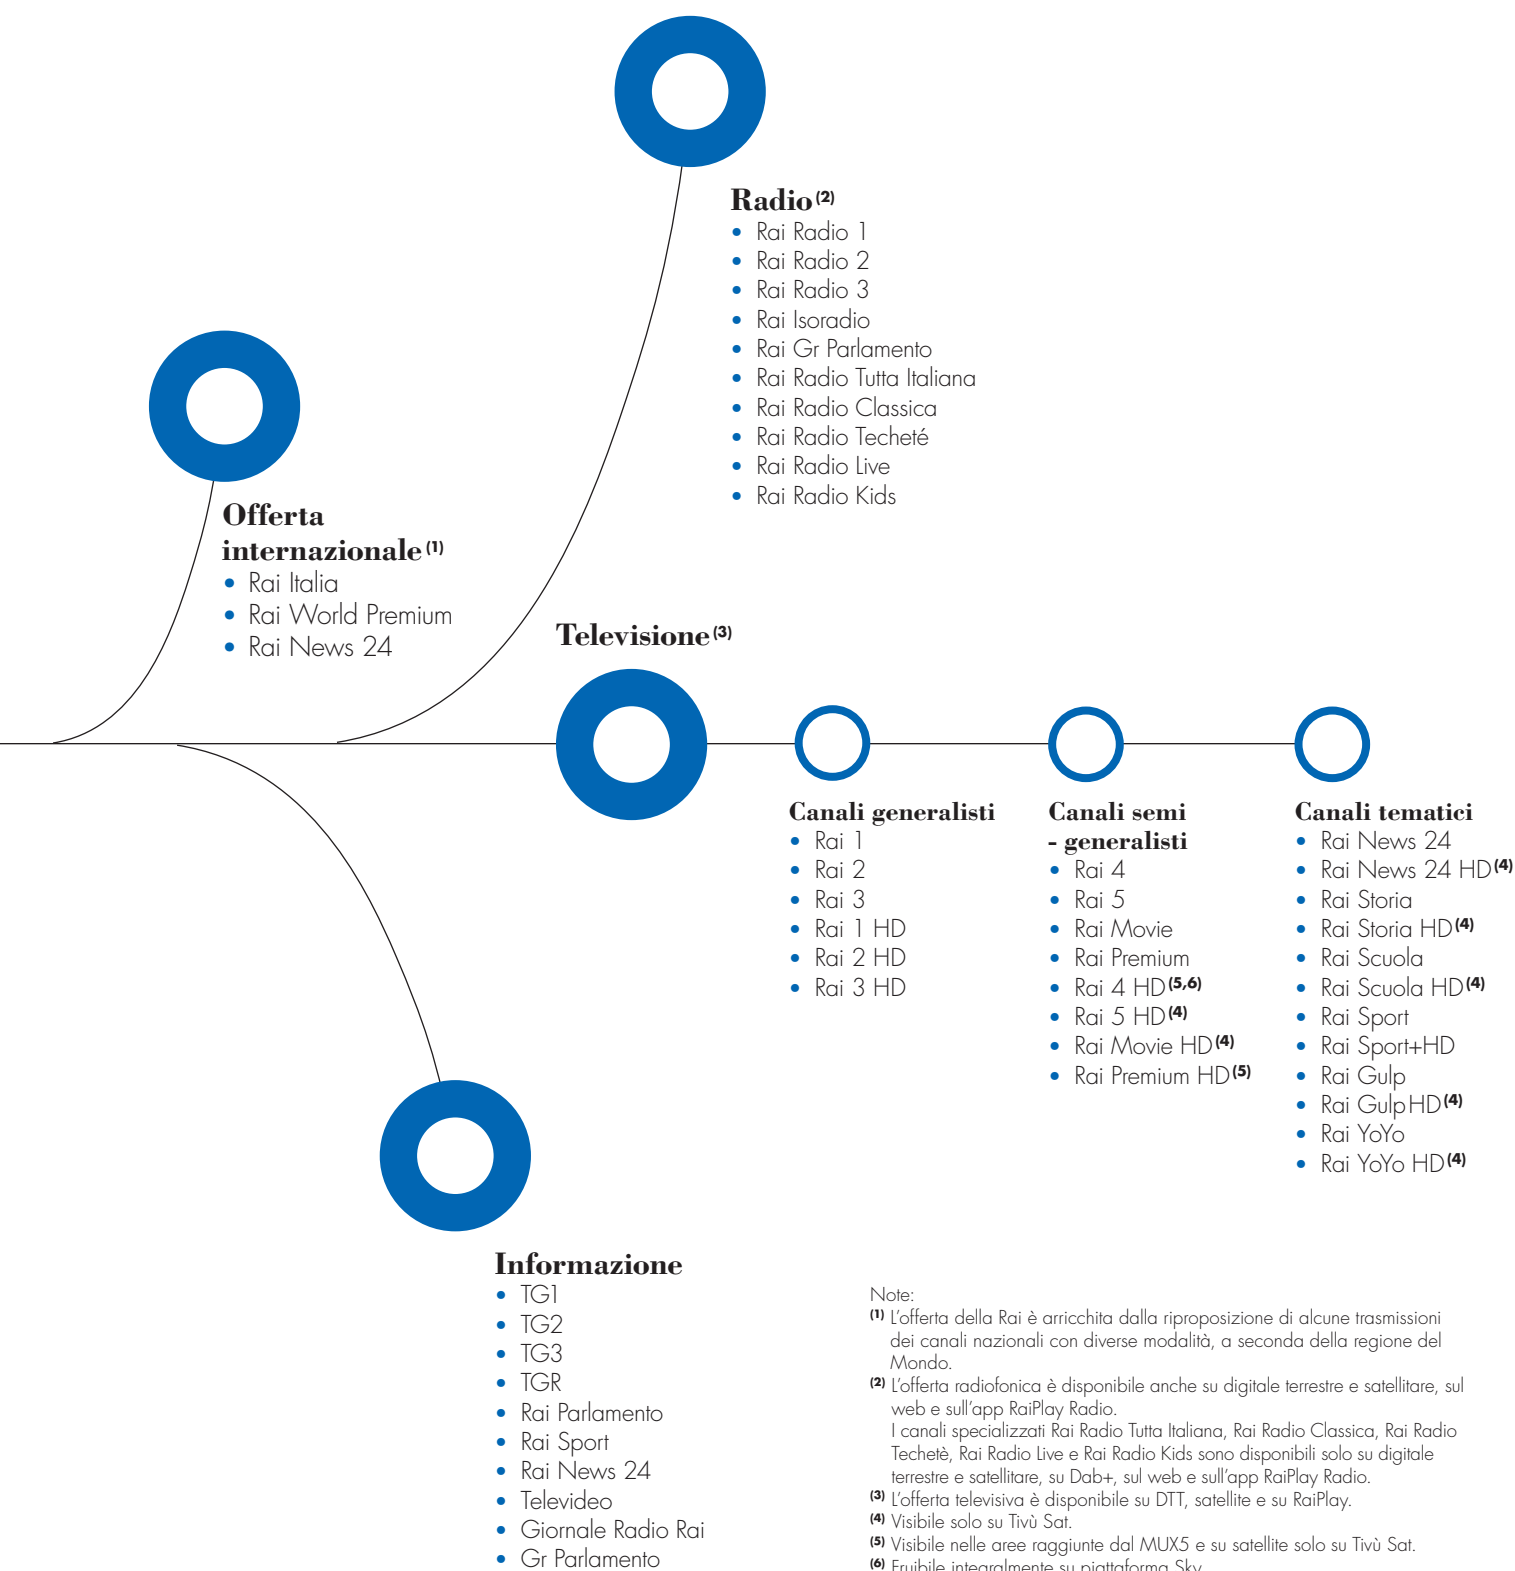 Radio(2)
• Rai Radio 1
• Rai Radio 2
• Rai Radio 3
• Rai Isoradio
• Rai Gr Parlamento
• Rai Radio Tutta Italiana
• Rai Radio Classica
• Rai Radio Techeté
• Rai Radio Live
• Rai Radio Kids
Offerta
internazionale(1)
• Rai Italia
• Rai World Premium
• Rai News 24
Televisione(3)
Canali generalisti
• Rai 1
• Rai 2
• Rai 3
• Rai 1 HD
• Rai 2 HD
• Rai 3 HD
Canali semi
- generalisti
• Rai 4
• Rai 5
• Rai Movie
• Rai Premium
• Rai 4 HD(5,6)
• Rai 5 HD(4)
• Rai Movie HD(4)
• Rai Premium HD(5)
Canali tematici
• Rai News 24
• Rai News 24 HD(4)
• Rai Storia
• Rai Storia HD(4)
• Rai Scuola
• Rai Scuola HD(4)
• Rai Sport
• Rai Sport+HD
• Rai Gulp
• Rai GulpHD(4)
• Rai YoYo
• Rai YoYo HD(4)
Informazione
• TG1
• TG2
• TG3
• TGR
• Rai Parlamento
• Rai Sport
• Rai News 24
• Televideo
• Giornale Radio Rai
• Gr Parlamento
Note:
(1) L'offerta della Rai è arricchita dalla riproposizione di alcune trasmissioni
dei canali nazionali con diverse modalità, a seconda della regione del
Mondo.
(2) L'offerta radiofonica è disponibile anche su digitale terrestre e satellitare, sul
web e sull'app RaiPlay Radio.
I canali specializzati Rai Radio Tutta Italiana, Rai Radio Classica, Rai Radio
Techetè, Rai Radio Live e Rai Radio Kids sono disponibili solo su digitale
terrestre e satellitare, su Dab+, sul web e sull'app RaiPlay Radio.
(3) L'offerta televisiva è disponibile su DTT, satellite e su RaiPlay.
(4) Visibile solo su Tivù Sat.
(5) Visibile nelle aree raggiunte dal MUX5 e su satellite solo su Tivù Sat.
(6) Fruibile integralmente su piattaforma Sky.